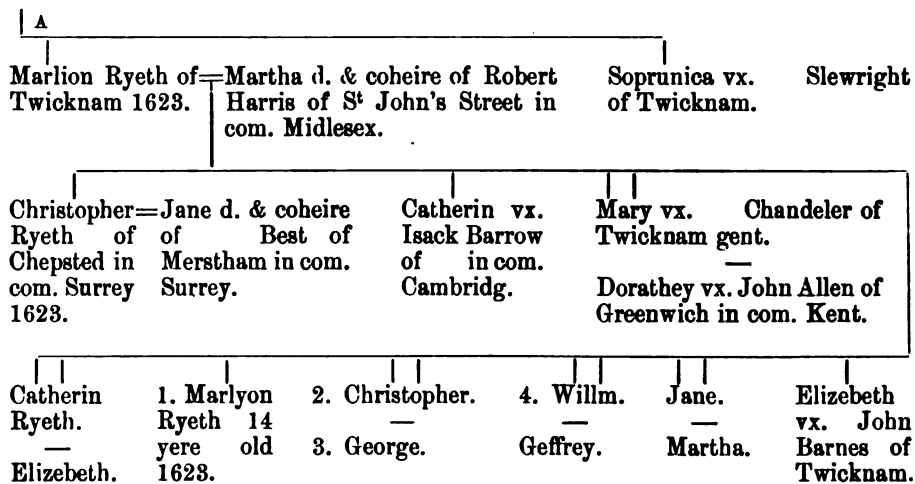 A
Marlion Ryeth of=Martha d. & coheire of Robert
Twicknam 1623. Harris of St John's Street in
com. Midlesex.
Soprunica vx. Slewright
of Twicknam.
Christopher=Jane d. & coheire
Ryeth of of Best of
Chepsted in Merstham in com.
com. Surrey Surrey.
1623.
Catherin vx.
Isack Barrow
of in com.
Cambridg.
Mary vx. Chandeler of
Twicknam gent.
—
Dorathey vx. John Allen of
Greenwich in com. Kent.
Catherin
Ryeth.
—
Elizebeth.
1. Marlyon
Ryeth 14
yere old
1623.
2. Christopher.
—
3. George.
4. Willm.
—
Geffrey.
Jane.
—
Martha.
Elizebeth
vx. John
Barnes of
Twicknam.